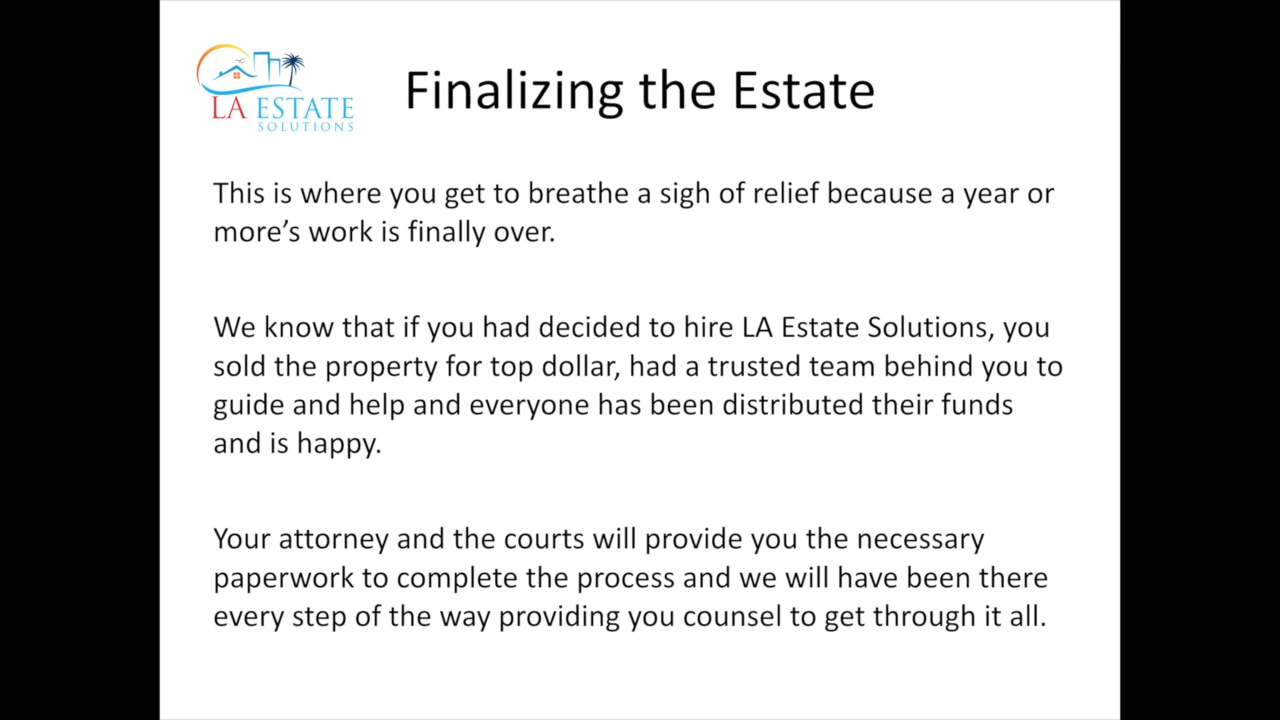 LA ESTATE
SOLUTIONS
Finalizing the Estate
This is where you get to breathe a sigh of relief because a year or
more’s work is finally over.
We know that if you had decided to hire LA Estate Solutions, you
sold the property for top dollar, had a trusted team behind you to
guide and help and everyone has been distributed their funds
and is happy.
Your attorney and the courts will provide you the necessary
paperwork to complete the process and we will have been there
every step of the way providing you counsel to get through it all.